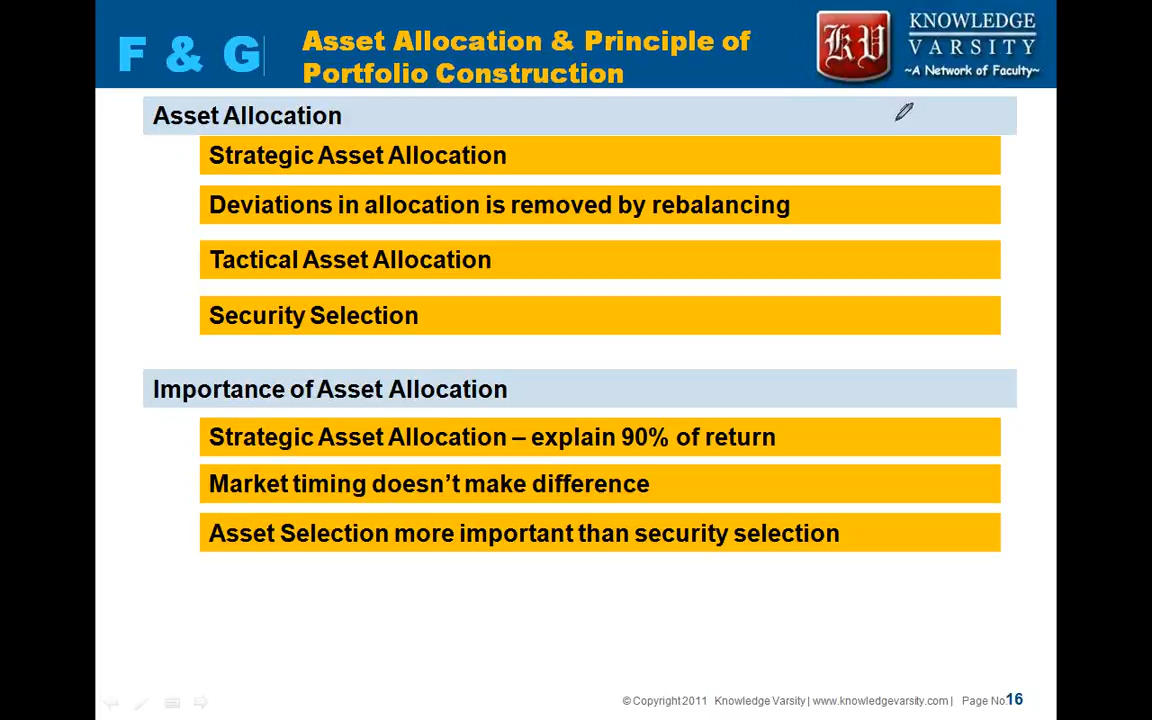 F & G
Asset Allocation & Principle of
Portfolio Construction
KV
KNOWLEDGE
VARSITY
~A Network of Faculty~
Asset Allocation
Strategic Asset Allocation
Deviations in allocation is removed by rebalancing
Tactical Asset Allocation
Security Selection
Importance of Asset Allocation
Strategic Asset Allocation – explain 90% of return
Market timing doesn’t make difference
Asset Selection more important than security selection
© Copyright 2011 Knowledge Varsity | www.knowledgevarsity.com | Page No. 16